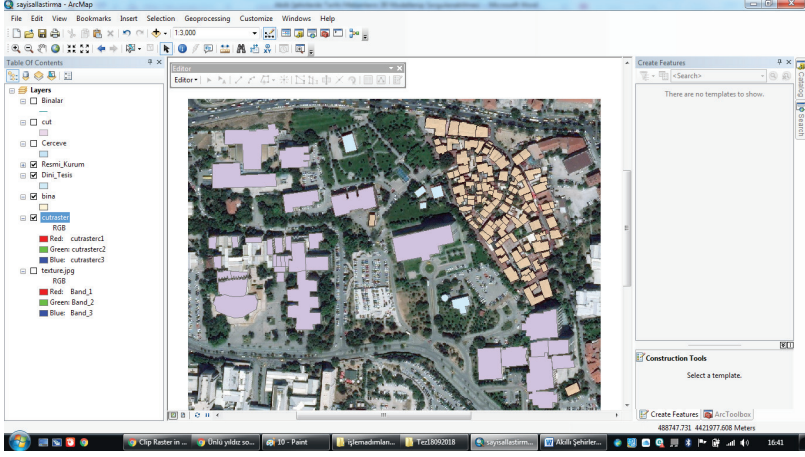 sayisallastirma - ArcMap
File Edit View Bookmarks Insert Selection Geoprocessing Customize Windows Help
1:3,000
Table Of Contents
Layers
Binalar
cut
Cerceve
Resmi_Kurum
Dini_Tesis
bina
cutraster
RGB
Red: cutrasterc1
Green: cutrasterc2
Blue: cutrasterc3
texture.jpg
RGB
Red: Band_1
Green: Band_2
Blue: Band_3
Editor
Editor
Create Features
<Search>
There are no templates to show.
Construction Tools
Select a template.
Create Features ArcToolbox
Catalog
Search
488747.731 4421977.608 Meters
Clip Raster in ...
Ünlü yıldız so...
10 - Paint
işlemadımlan...
Tez18092018
sayisallastirm...
Akıllı Şehirler...
16:41